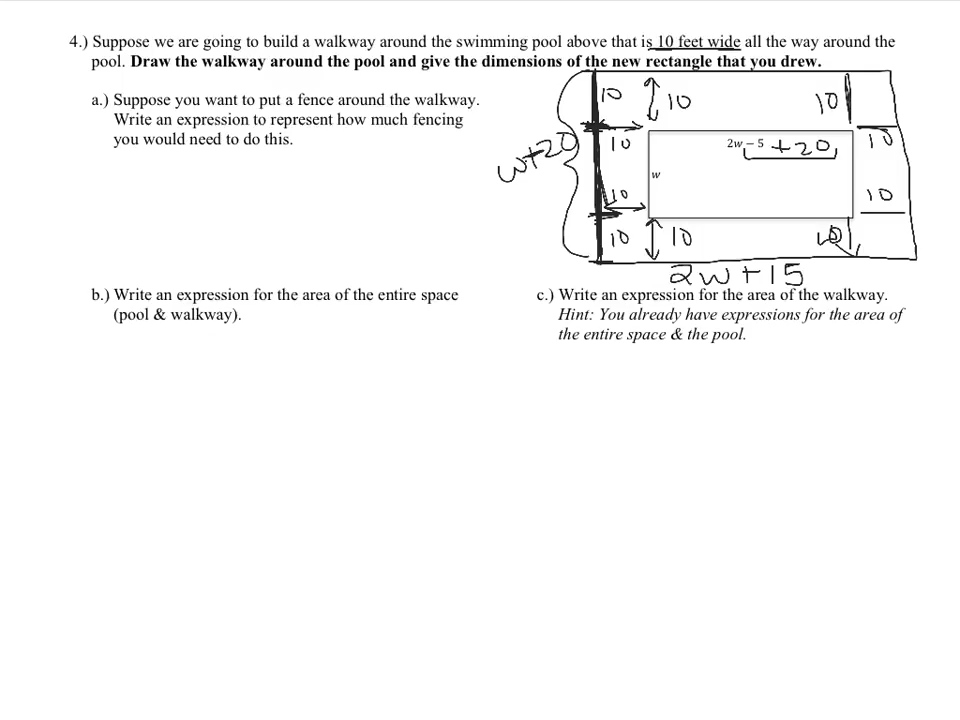 4.) Suppose we are going to build a walkway around the swimming pool above that is 10 feet wide all the way around the
pool. Draw the walkway around the pool and give the dimensions of the new rectangle that you drew.
a.) Suppose you want to put a fence around the walkway.
Write an expression to represent how much fencing
you would need to do this.
10 10 10
w+20 10 2w – 5 +20 10
w
10 10
10 10
2w+15
b.) Write an expression for the area of the entire space
(pool & walkway).
c.) Write an expression for the area of the walkway.
Hint: You already have expressions for the area of
the entire space & the pool.